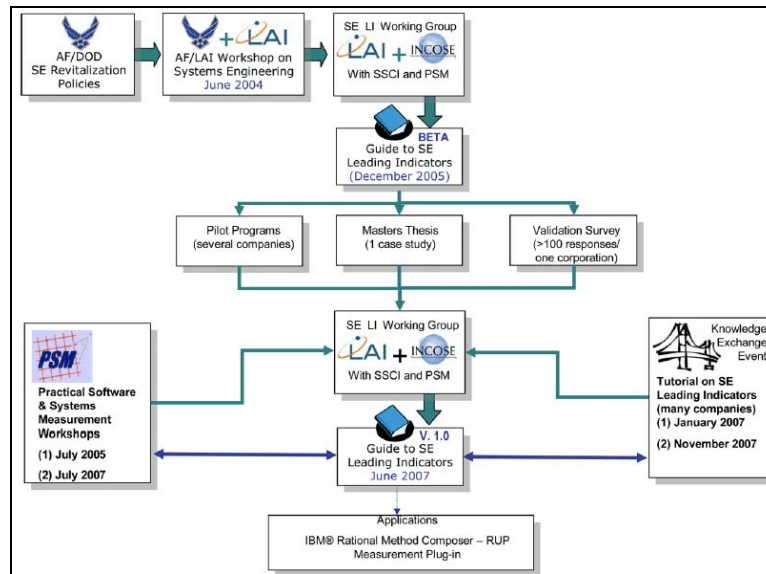 AF/DOD
SE Revitalization
Policies
+ LAI
AF/LAI Workshop on
Systems Engineering
June 2004
SE LI Working Group
LAI + INCOSE
With SSCI and PSM
BETA
Guide to SE
Leading Indicators
(December 2005)
Pilot Programs
(several companies)
Masters Thesis
(1 case study)
Validation Survey
(>100 responses/
one corporation)
PSM
Practical Software
& Systems
Measurement
Workshops
(1) July 2005
(2) July 2007
SE LI Working Group
LAI + INCOSE
With SSCI and PSM
Knowledge
Exchange
Event
Tutorial on SE
Leading Indicators
(many companies)
(1) January 2007
(2) November 2007
V. 1.0
Guide to SE
Leading Indicators
June 2007
Applications
IBM® Rational Method Composer – RUP
Measurement Plug-in